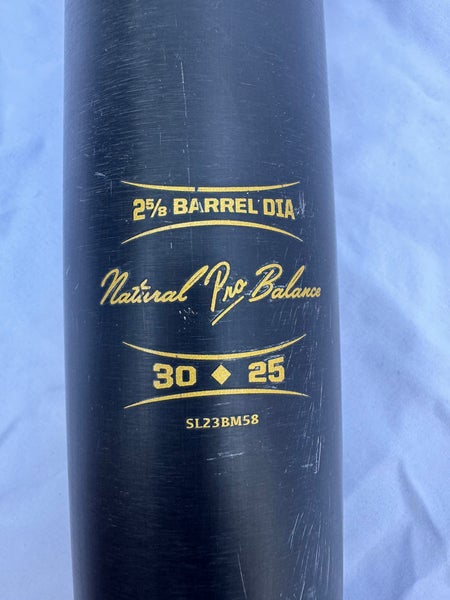 2⅝ BARREL DIA
Natural Pro Balance
30 ◆ 25
SL23BM58